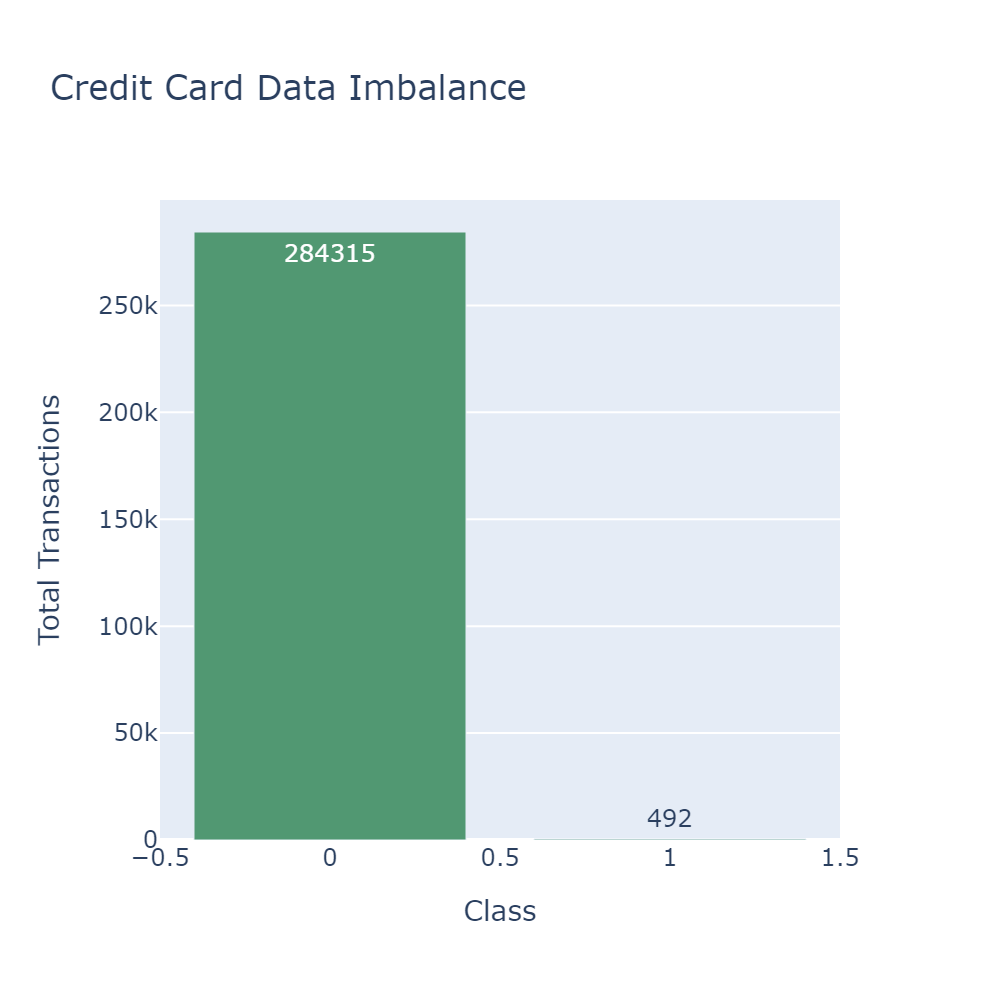 Credit Card Data Imbalance
284315
250k
200k
150k
100k
50k
0
Total Transactions
492
−0.5
0
0.5
1
1.5
Class